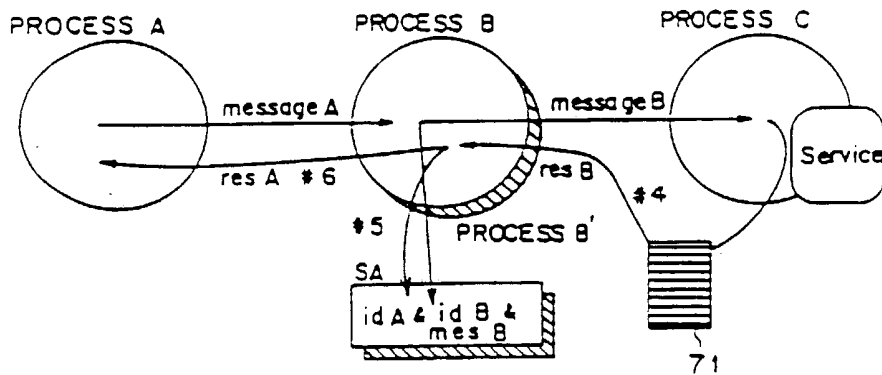 PROCESS A
PROCESS B
PROCESS C
message A
message B
Service
res A #6
res B
#4
#5
PROCESS B'
SA
id A & id B &
mes B
71